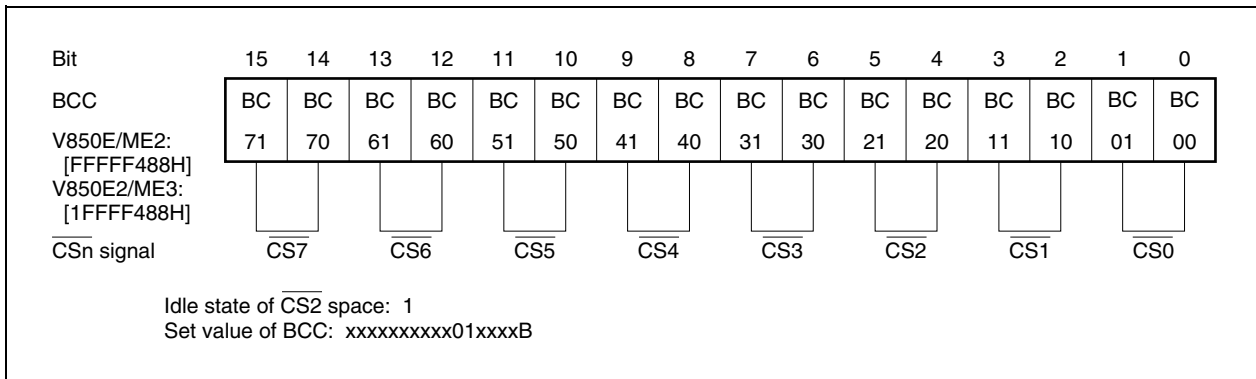 Bit 15 14 13 12 11 10 9 8 7 6 5 4 3 2 1 0
BCC BC BC BC BC BC BC BC BC BC BC BC BC BC BC BC BC
V850E/ME2: 71 70 61 60 51 50 41 40 31 30 21 20 11 10 01 00
[FFFFF488H]
V850E2/ME3:
[1FFFF488H]
CSn signal CS7 CS6 CS5 CS4 CS3 CS2 CS1 CS0
Idle state of CS2 space: 1
Set value of BCC: xxxxxxxxxx01xxxxB